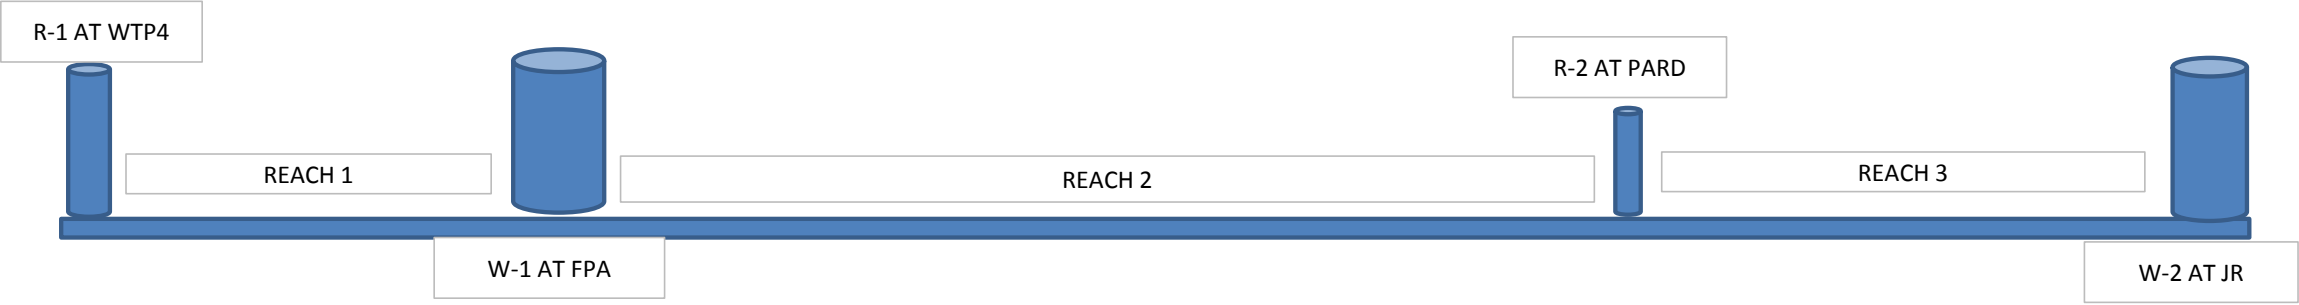 R-1 AT WTP4
R-2 AT PARD
REACH 1
REACH 2
REACH 3
W-1 AT FPA
W-2 AT JR